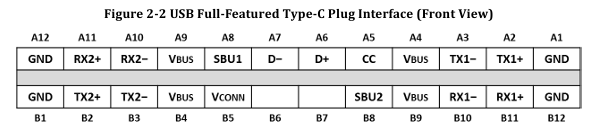 Figure 2-2 USB Full-Featured Type-C Plug Interface (Front View)
A12 A11 A10 A9 A8 A7 A6 A5 A4 A3 A2 A1
GND RX2+ RX2− VBUS SBU1 D− D+ CC VBUS TX1− TX1+ GND
GND TX2+ TX2− VBUS VCONN SBU2 VBUS RX1− RX1+ GND
B1 B2 B3 B4 B5 B6 B7 B8 B9 B10 B11 B12